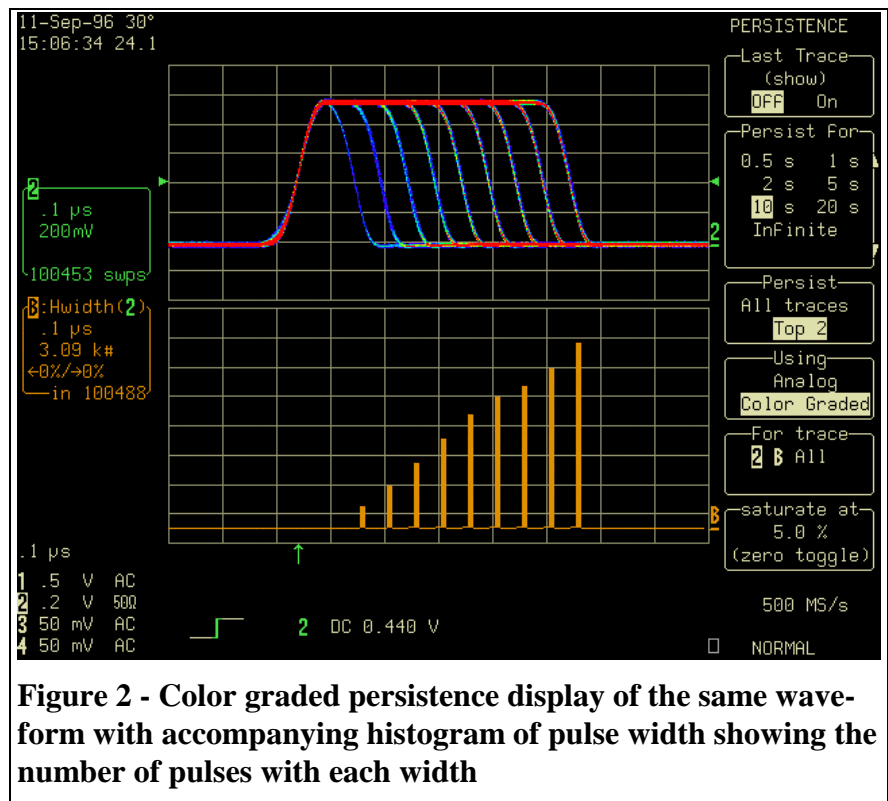 11-Sep-96 30°
15:06:34 24.1
2
.1 µs
200mV
100453 swps
B:Hwidth(2)
.1 µs
3.09 k#
←0%/→0%
in 100488
2
B
PERSISTENCE
Last Trace
(show)
OFF On
Persist For
0.5 s 1 s
2 s 5 s
10 s 20 s
Infinite
Persist
All traces
Top 2
Using
Analog
Color Graded
For trace
2 B All
saturate at
5.0 %
(zero toggle)
.1 µs
1 .5 V AC
2 .2 V 50Ω
3 50 mV AC
4 50 mV AC
2 DC 0.440 V
500 MS/s
NORMAL
Figure 2 - Color graded persistence display of the same wave-
form with accompanying histogram of pulse width showing the
number of pulses with each width